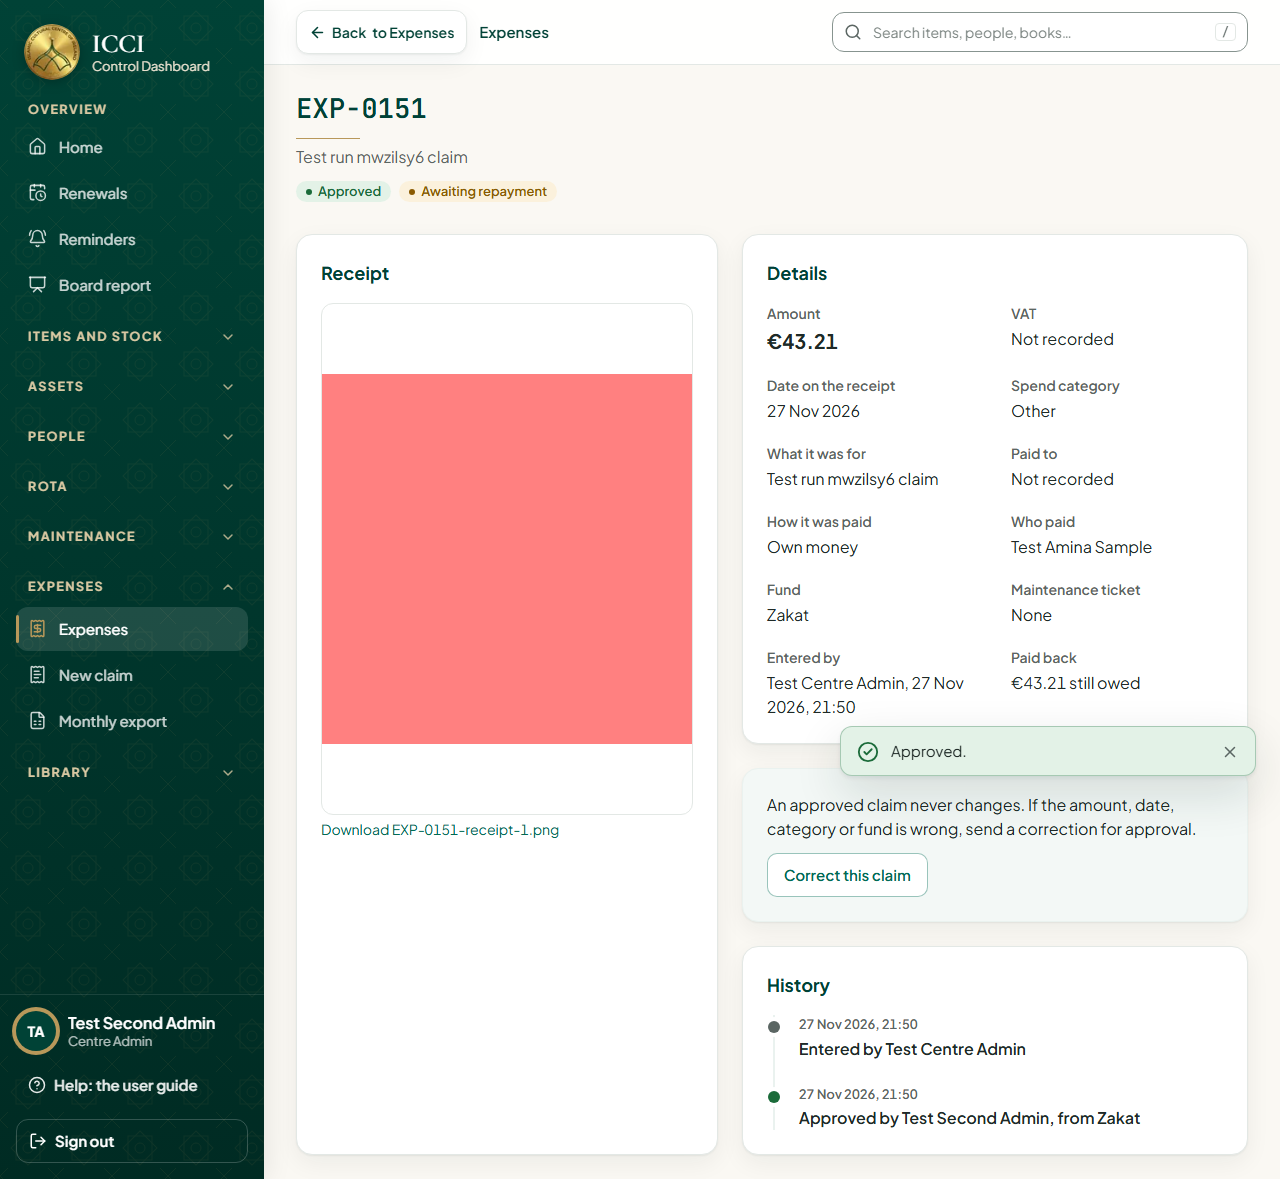 ICCI
Control Dashboard
OVERVIEW
Home
Renewals
Reminders
Board report
ITEMS AND STOCK
ASSETS
PEOPLE
ROTA
MAINTENANCE
EXPENSES
Expenses
New claim
Monthly export
LIBRARY
TA
Test Second Admin
Centre Admin
Help: the user guide
Sign out
Back to Expenses
Expenses
Search items, people, books...
/
EXP-0151
Test run mwzilsy6 claim
Approved
Awaiting repayment
Receipt
Download EXP-0151-receipt-1.png
Details
Amount
€43.21
VAT
Not recorded
Date on the receipt
27 Nov 2026
Spend category
Other
What it was for
Test run mwzilsy6 claim
Paid to
Not recorded
How it was paid
Own money
Who paid
Test Amina Sample
Fund
Zakat
Maintenance ticket
None
Entered by
Test Centre Admin, 27 Nov
2026, 21:50
Paid back
€43.21 still owed
Approved.
An approved claim never changes. If the amount, date,
category or fund is wrong, send a correction for approval.
Correct this claim
History
27 Nov 2026, 21:50
Entered by Test Centre Admin
27 Nov 2026, 21:50
Approved by Test Second Admin, from Zakat